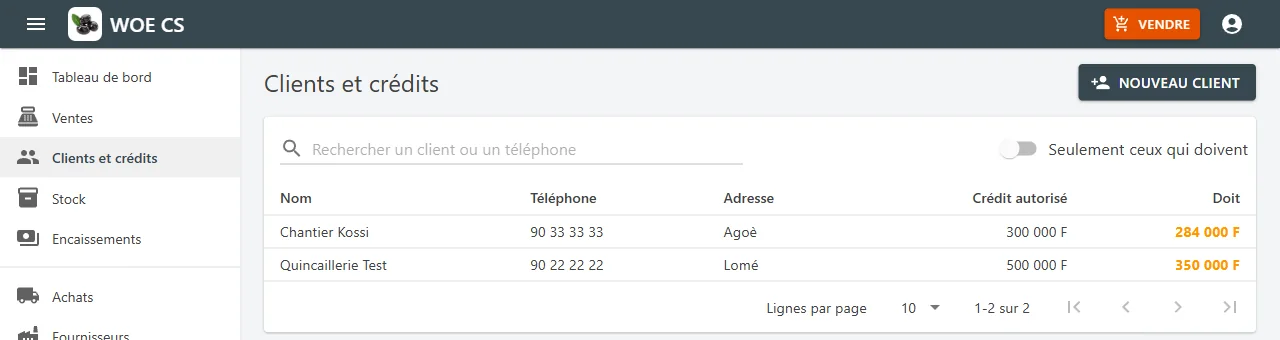 WOE CS
VENDRE
Tableau de bord
Ventes
Clients et crédits
Stock
Encaissements
Achats
Fournisseurs
Clients et crédits
NOUVEAU CLIENT
Rechercher un client ou un téléphone
Seulement ceux qui doivent
Nom Téléphone Adresse Crédit autorisé Doit
Chantier Kossi 90 33 33 33 Agoè 300 000 F 284 000 F
Quincaillerie Test 90 22 22 22 Lomé 500 000 F 350 000 F
Lignes par page 10 1-2 sur 2